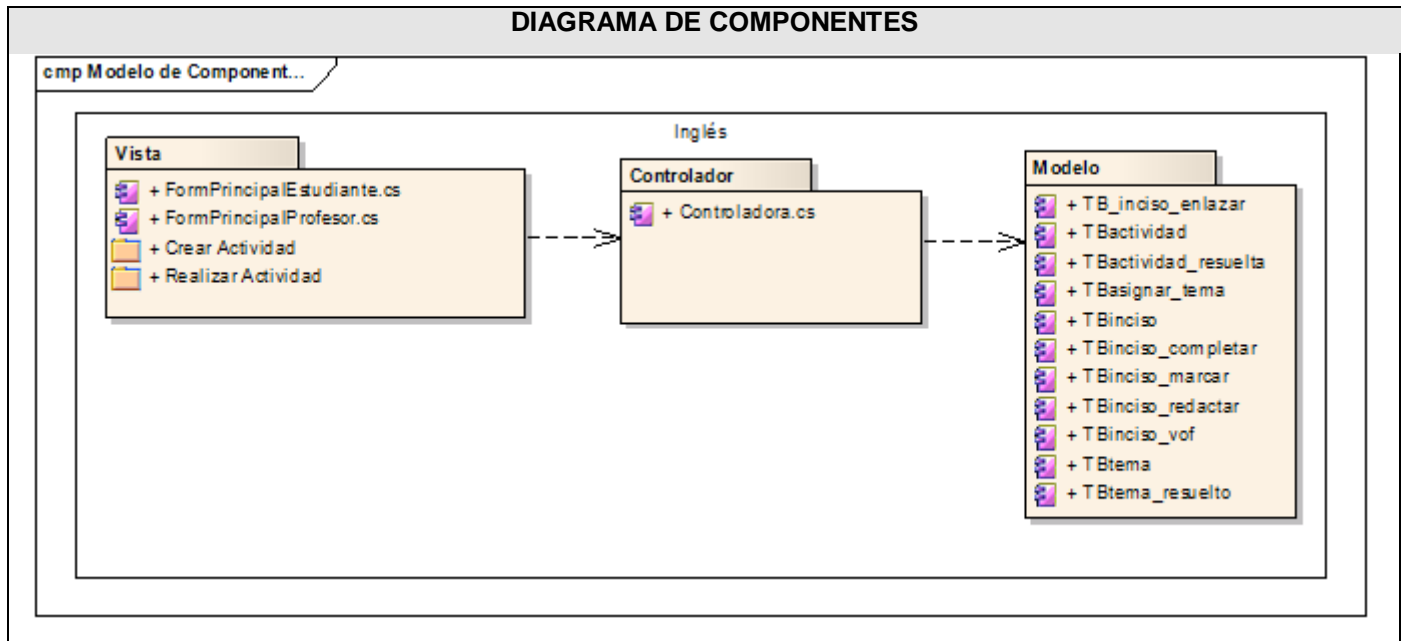 DIAGRAMA DE COMPONENTES
cmp Modelo de Component...
Inglés
Vista
+ FormPrincipalEstudiante.cs
+ FormPrincipalProfesor.cs
+ Crear Actividad
+ Realizar Actividad
Controlador
+ Controladora.cs
Modelo
+ TB_inciso_enlazar
+ TBactividad
+ TBactividad_resuelta
+ TBasignar_tema
+ TBinciso
+ TBinciso_completar
+ TBinciso_marcar
+ TBinciso_redactar
+ TBinciso_vof
+ TBtema
+ TBtema_resuelto